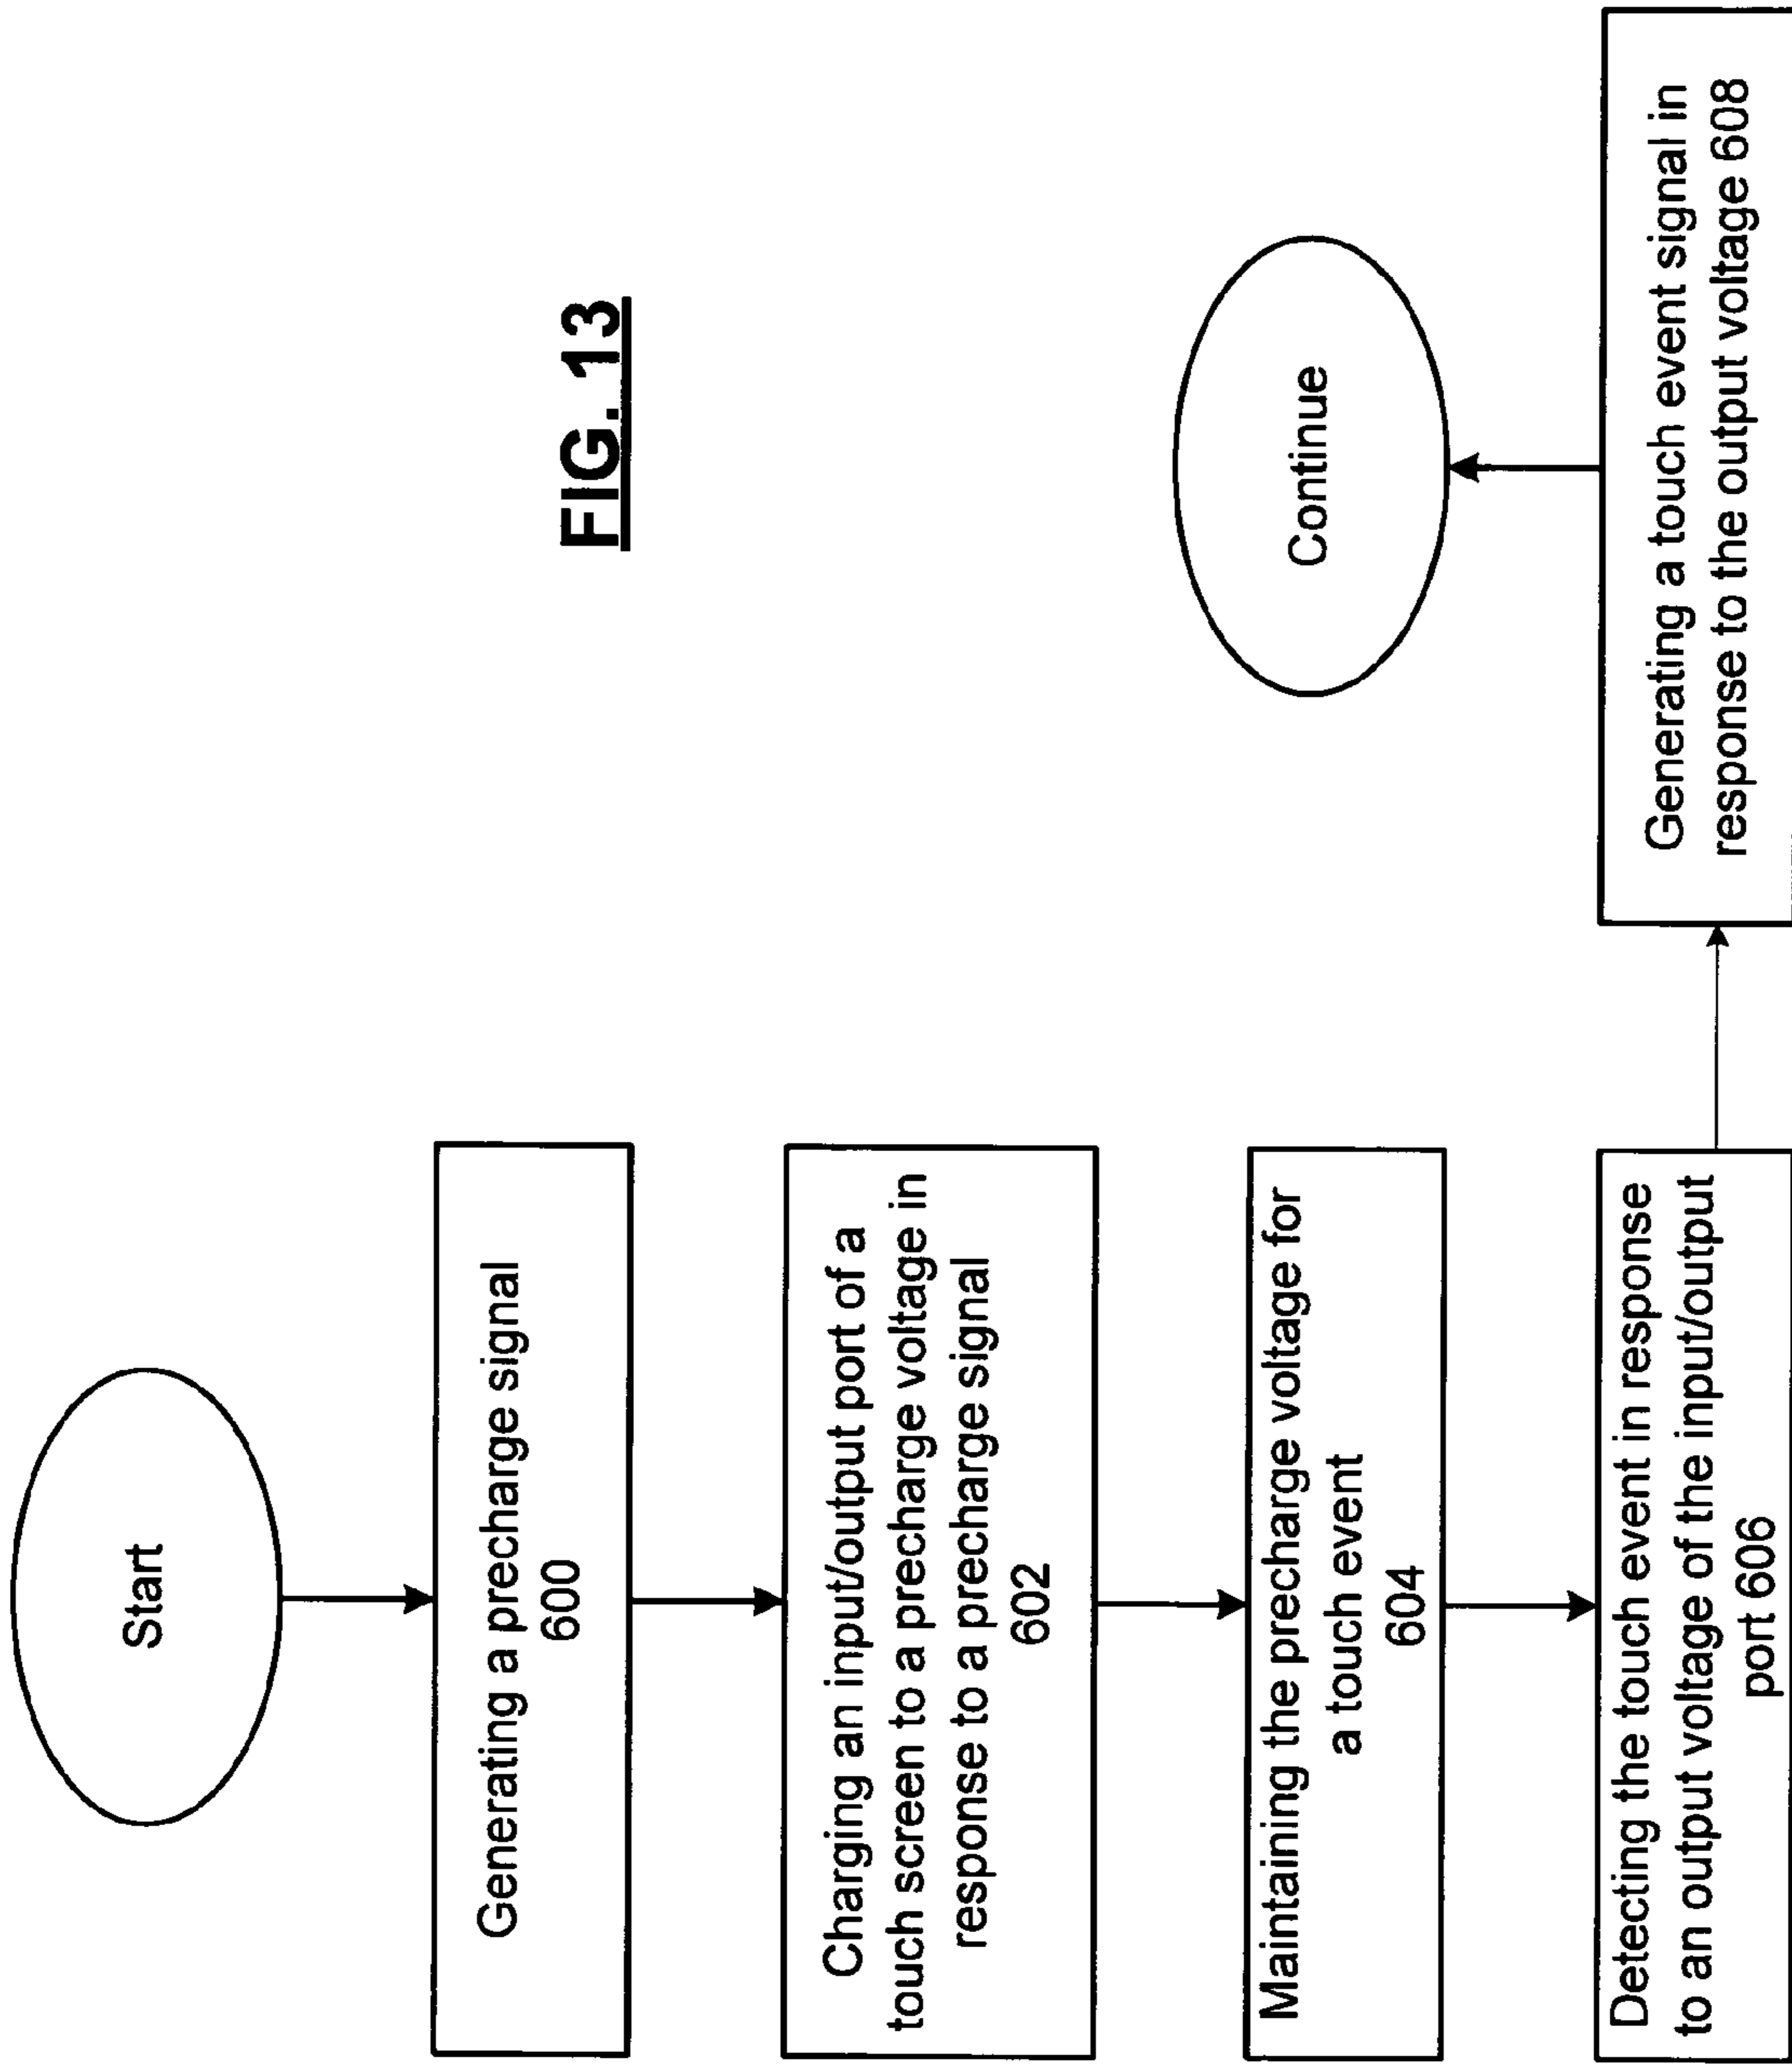 Start
Generating a precharge signal
600
Charging an input/output port of a
touch screen to a precharge voltage in
response to a precharge signal
602
Maintaining the precharge voltage for
a touch event
604
Detecting the touch event in response
to an output voltage of the input/output
port 606
Generating a touch event signal in
response to the output voltage 608
Continue
FIG. 13